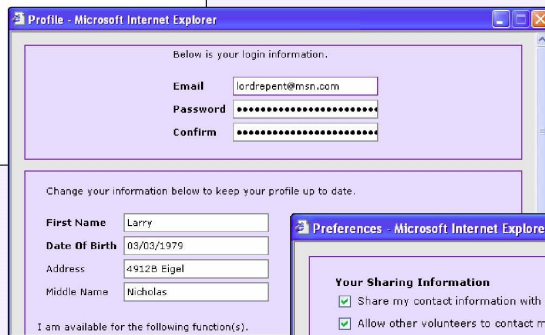 Profile - Microsoft Internet Explorer
Below is your login information.
Email lordrepent@msn.com
Password ••••••••••••••••••••••••
Confirm ••••••••••••••••••••••••
Change your information below to keep your profile up to date.
First Name Larry
Date Of Birth 03/03/1979
Address 4912B Eigel
Middle Name Nicholas
I am available for the following function(s).
Preferences - Microsoft Internet Explore
Your Sharing Information
Share my contact information with
Allow other volunteers to contact m